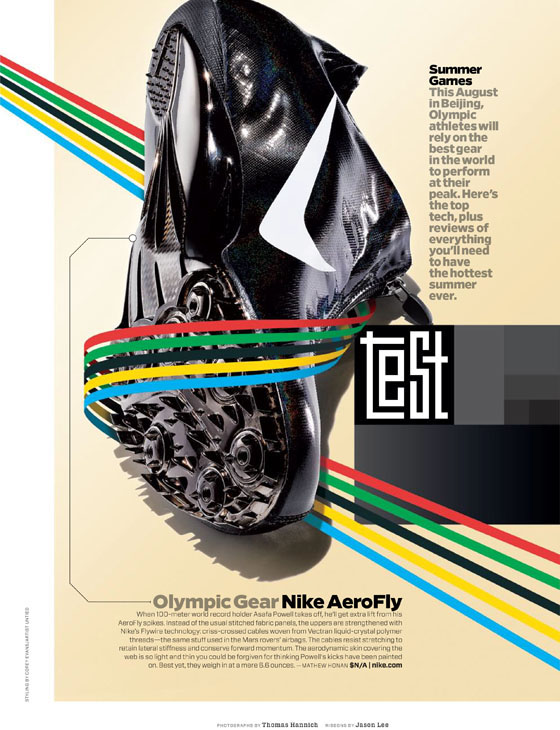 Summer
Games
This August
in Beijing,
Olympic
athletes will
rely on the
best gear
in the world
to perform
at their
peak. Here's
the top
tech, plus
reviews of
everything
you'll need
to have
the hottest
summer
ever.
test
Olympic Gear Nike AeroFly
When 100-meter world record holder Asafa Powell takes off, he'll get extra lift from his
AeroFly spikes. Instead of the usual stitched fabric panels, the uppers are strengthened with
Nike's Flywire technology: criss-crossed cables woven from Vectran liquid-crystal polymer
threads—the same stuff used in the Mars rovers' airbags. The cables resist stretching to
retain lateral stiffness and conserve forward momentum. The aerodynamic skin covering the
web is so light and thin you could be forgiven for thinking Powell's kicks have been painted
on. Best yet, they weigh in at a mere 5.6 ounces. —MATHEW HONAN $N/A | nike.com
STYLING BY COREY EVANS/ARTIST UNTIED
PHOTOGRAPHS BY Thomas Hannich RIBBONS BY Jason Lee